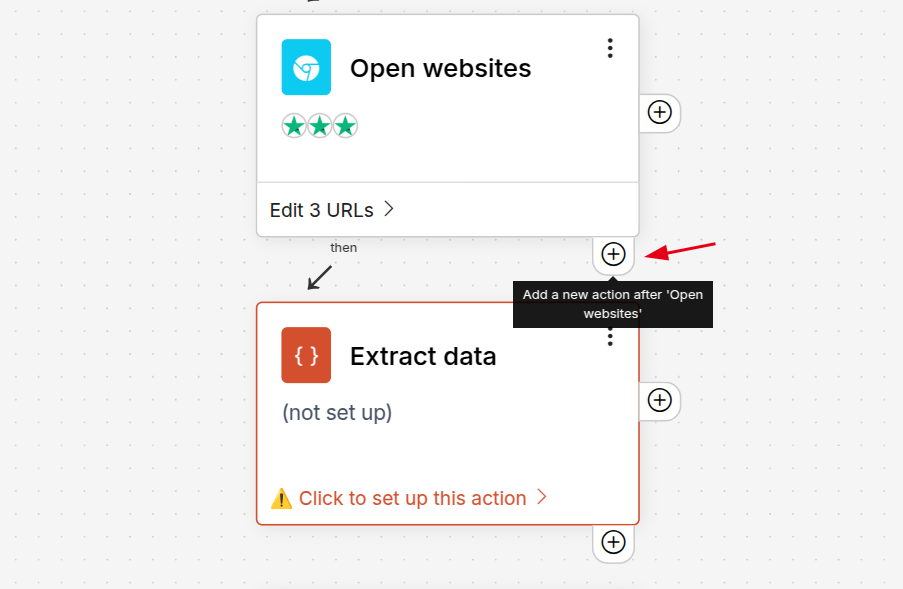 Open websites
Edit 3 URLs
then
Add a new action after 'Open
websites'
{ } Extract data
(not set up)
Click to set up this action